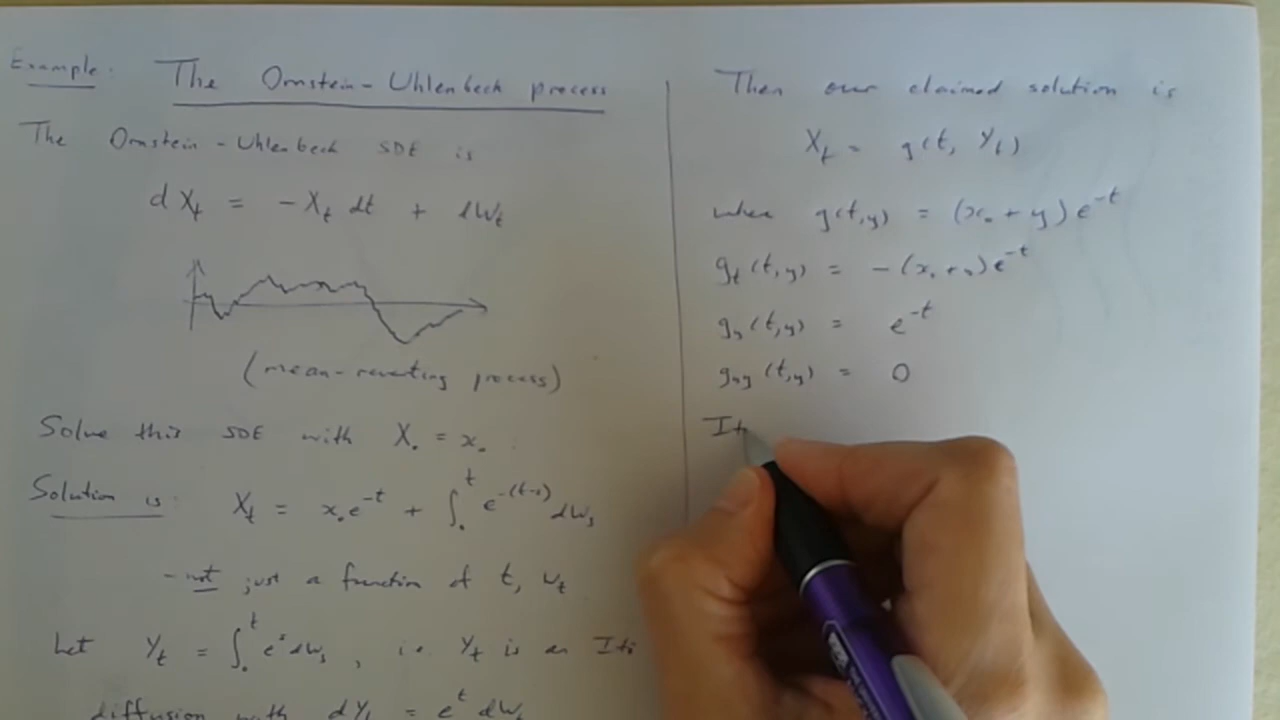 Example: The Ornstein-Uhlenbeck process
The Ornstein-Uhlenbeck SDE is
dX_t = -X_t dt + dW_t
(mean-reverting process)
Solve this SDE with X_0 = x_0.
Solution is: X_t = x_0 e^{-t} + ∫_0^t e^{-(t-s)} dW_s
- not just a function of t, W_t
Let Y_t = ∫_0^t e^s dW_s, i.e Y_t is an Itô
diffusion with dY_t = e^t dW_t
Then our claimed solution is
X_t = g(t, Y_t)
where g(t,y) = (x_0 + y)e^{-t}
g_t(t,y) = -(x_0 + y)e^{-t}
g_y(t,y) = e^{-t}
g_yy(t,y) = 0
It